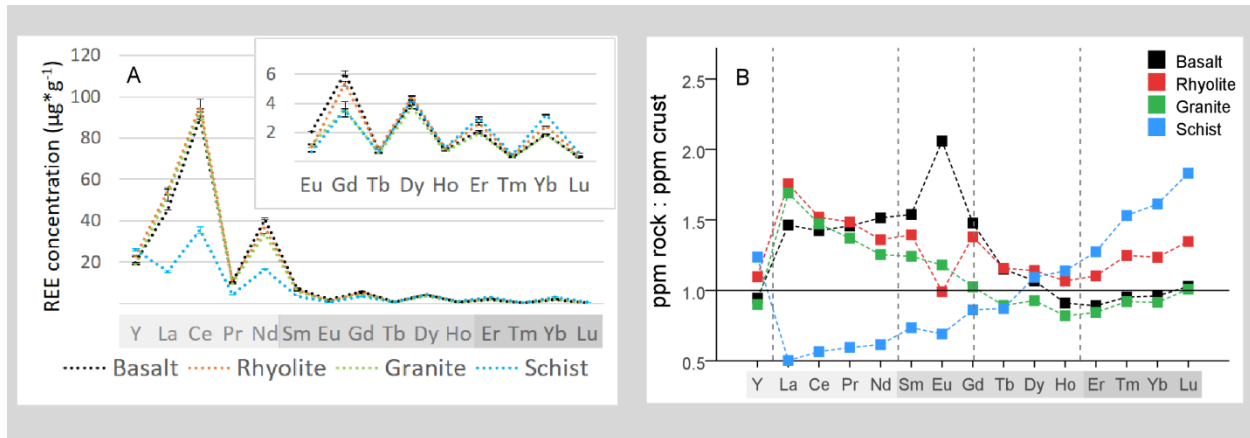 A
REE concentration (µg*g⁻¹)
120
100
80
60
40
20
6
4
2
Eu Gd Tb Dy Ho Er Tm Yb Lu
Y La Ce Pr Nd Sm Eu Gd Tb Dy Ho Er Tm Yb Lu
Basalt Rhyolite Granite Schist
B
ppm rock : ppm crust
2.5
2.0
1.5
1.0
0.5
Basalt
Rhyolite
Granite
Schist
Y La Ce Pr Nd Sm Eu Gd Tb Dy Ho Er Tm Yb Lu